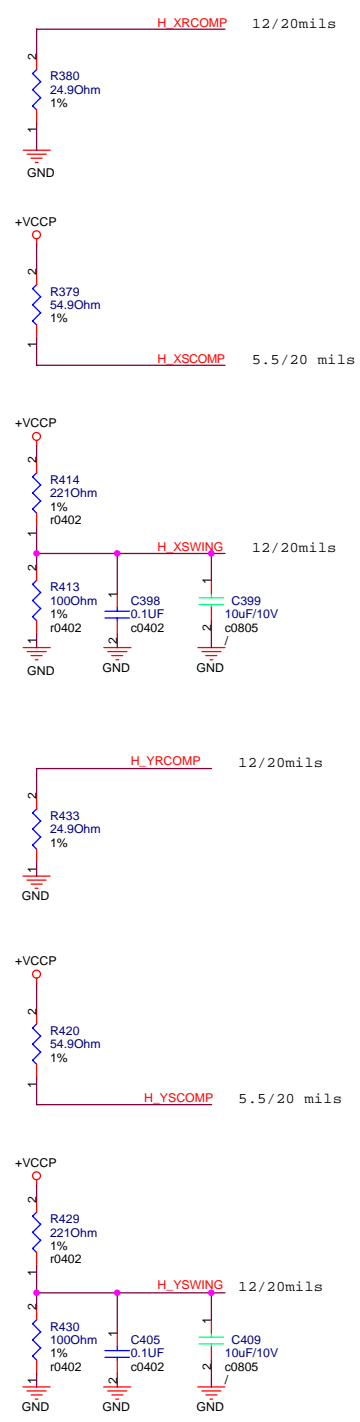 H_XRCOMP 12/20mils
2
R380
24.9Ohm
1%
1
GND
+VCCP
2
R379
54.9Ohm
1%
1
H_XSCOMP 5.5/20 mils
+VCCP
2
R414
221Ohm
1%
r0402
1
H_XSWING 12/20mils
2
R413
100Ohm
1%
r0402
1
GND
1
C398
0.1UF
c0402
2
GND
1
C399
10uF/10V
c0805
/
2
GND
H_YRCOMP 12/20mils
2
R433
24.9Ohm
1%
1
GND
+VCCP
2
R420
54.9Ohm
1%
1
H_YSCOMP 5.5/20 mils
+VCCP
2
R429
221Ohm
1%
r0402
1
H_YSWING 12/20mils
2
R430
100Ohm
1%
r0402
1
GND
1
C405
0.1UF
c0402
2
GND
1
C409
10uF/10V
c0805
/
2
GND